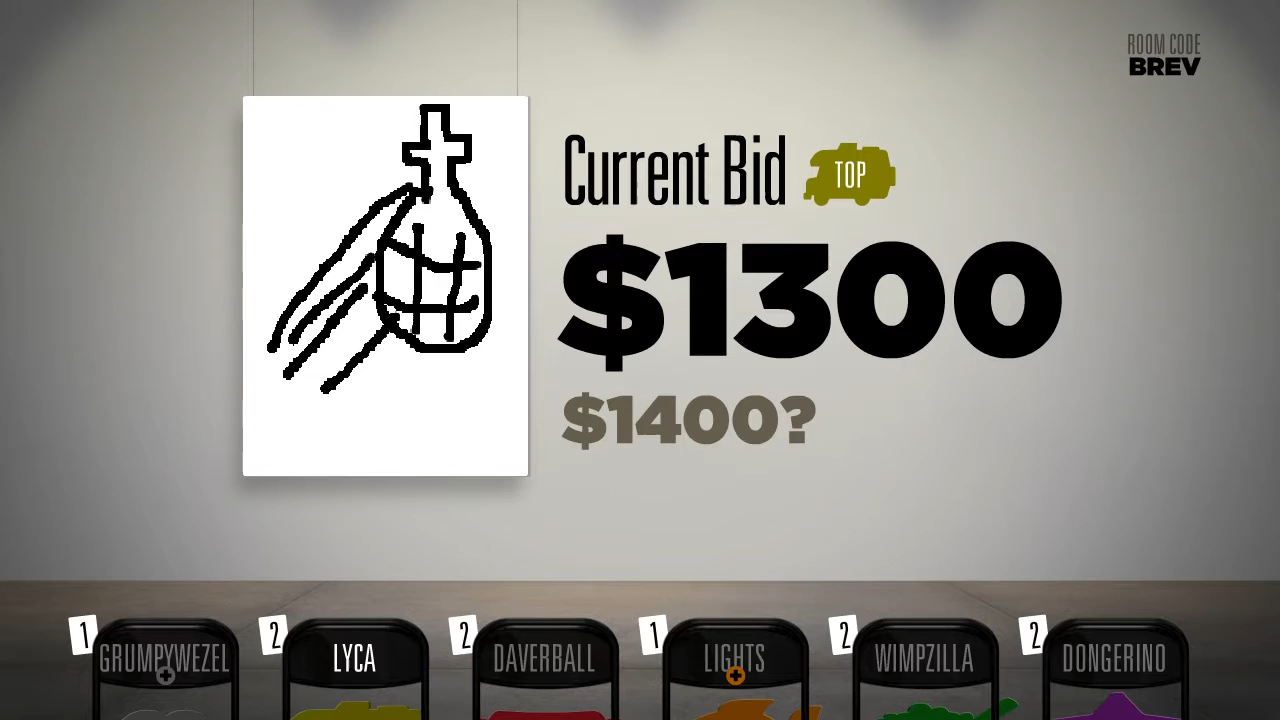 ROOM CODE
BREV
Current Bid TOP
$1300
$1400?
1 GRUMPYWEZEL
2 LYCA
2 DAVERBALL
1 LIGHTS
2 WIMPZILLA
2 DONGERINO